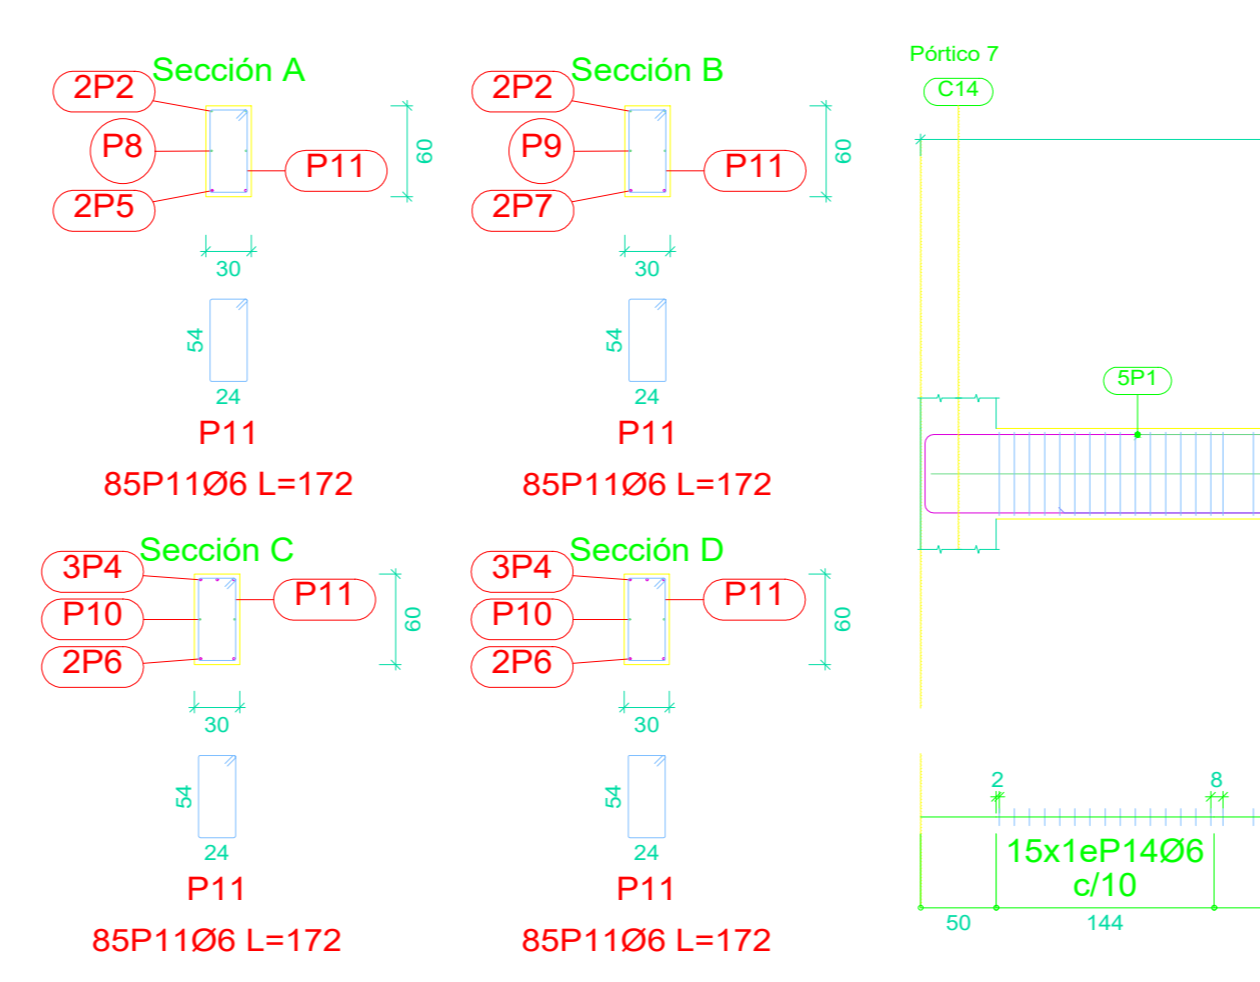 Sección A
2P2
P8
2P5
P11
60
30
54
24
P11
85P11Ø6 L=172
Sección B
2P2
P9
2P7
P11
60
30
54
24
P11
85P11Ø6 L=172
Sección C
3P4
P10
2P6
P11
60
30
54
24
P11
85P11Ø6 L=172
Sección D
3P4
P10
2P6
P11
60
30
54
24
P11
85P11Ø6 L=172
Pórtico 7
C14
5P1
2
8
15x1eP14Ø6
c/10
50
144